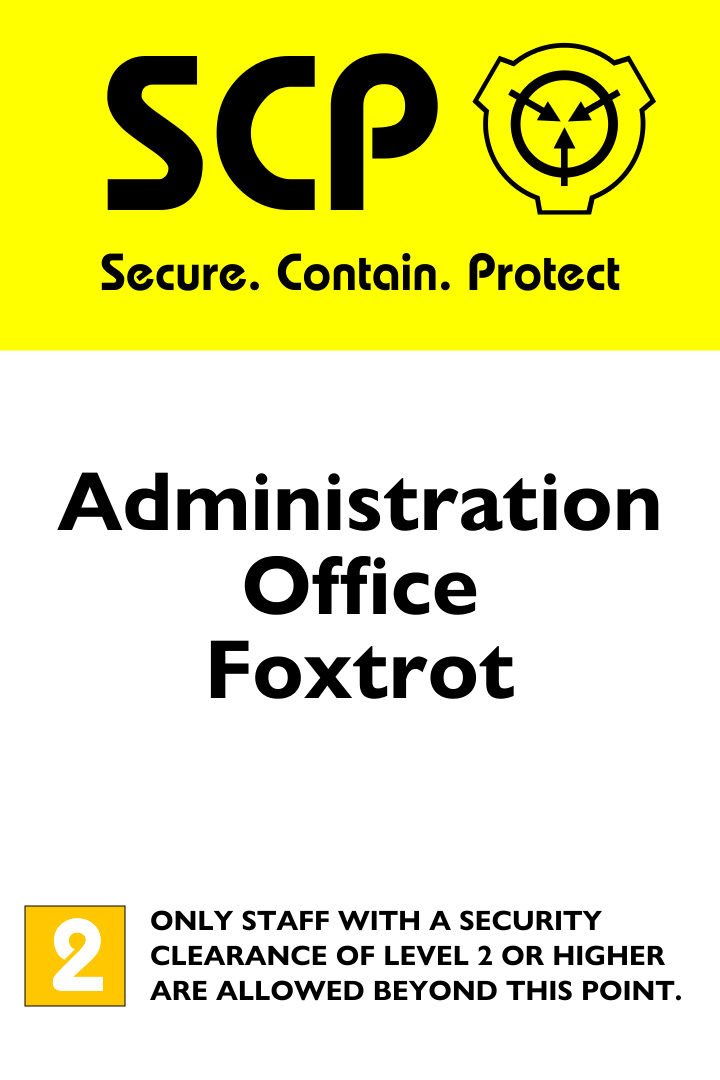 SCP
Secure. Contain. Protect
Administration
Office
Foxtrot
2
ONLY STAFF WITH A SECURITY
CLEARANCE OF LEVEL 2 OR HIGHER
ARE ALLOWED BEYOND THIS POINT.